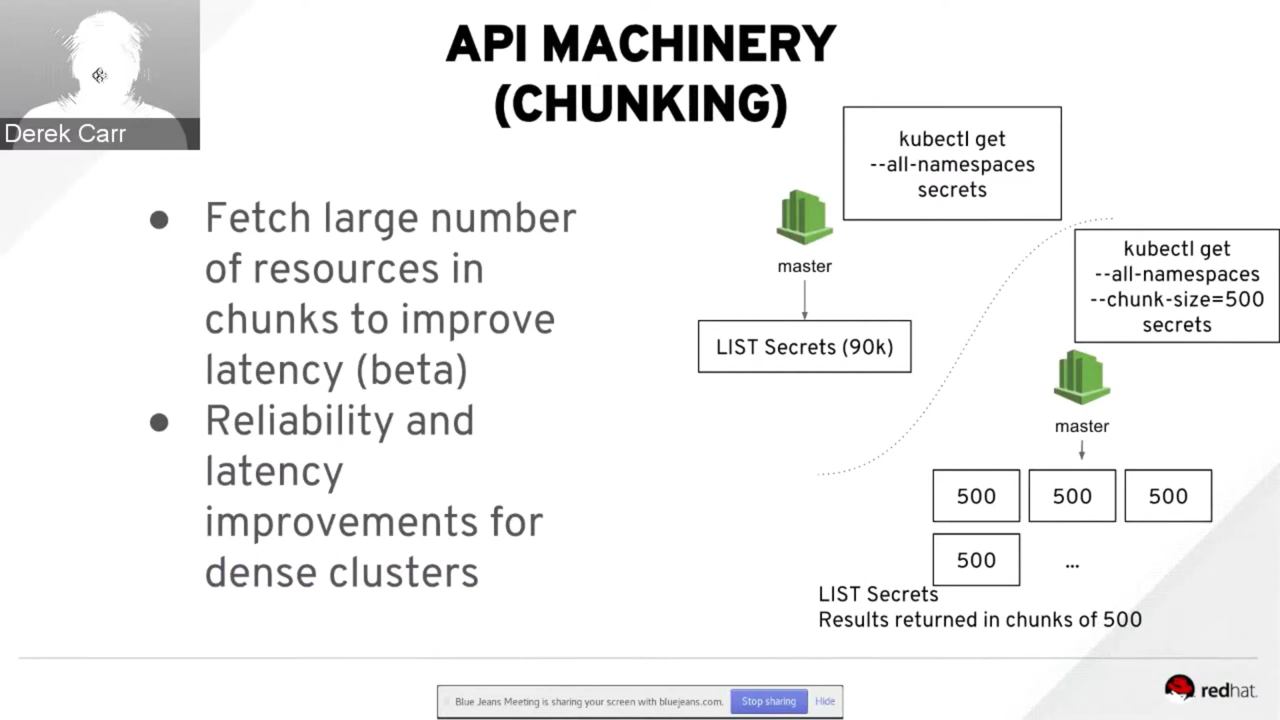 API MACHINERY
(CHUNKING)
Derek Carr
● Fetch large number
of resources in
chunks to improve
latency (beta)
● Reliability and
latency
improvements for
dense clusters
kubectl get
--all-namespaces
secrets
master
LIST Secrets (90k)
kubectl get
--all-namespaces
--chunk-size=500
secrets
master
500 500 500
500 ...
LIST Secrets
Results returned in chunks of 500
redhat.
Blue Jeans Meeting is sharing your screen with bluejeans.com. Stop sharing Hide